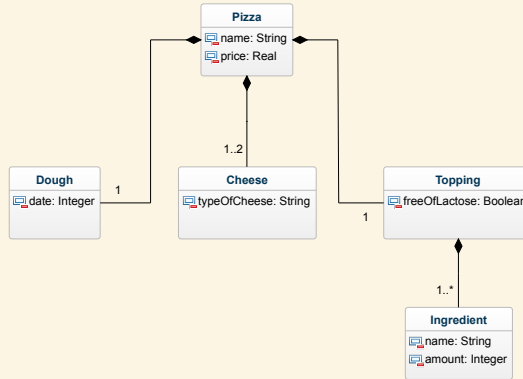 Pizza
name: String
price: Real
1..2
1
1
Dough
date: Integer
Cheese
typeOfCheese: String
Topping
freeOfLactose: Boolean
1..*
Ingredient
name: String
amount: Integer